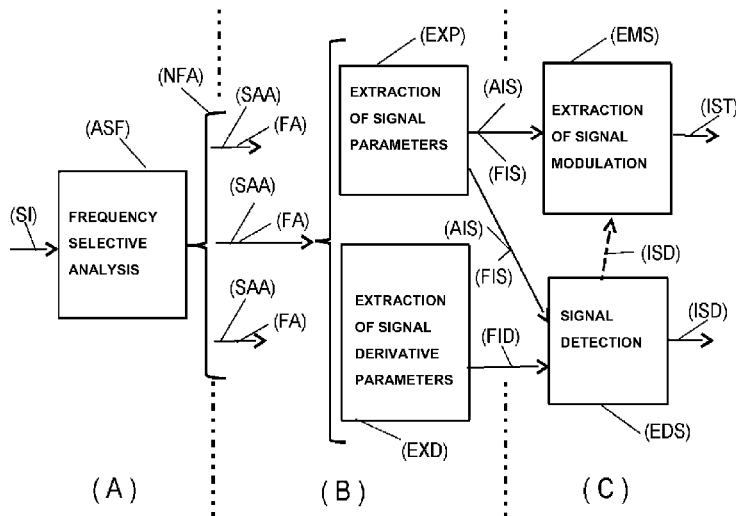 (EXP)
(EMS)
(NFA)
(SAA)
(FA)
(ASF)
EXTRACTION
OF SIGNAL
PARAMETERS
(AIS)
(FIS)
EXTRACTION
OF SIGNAL
MODULATION
(IST)
(SI)
FREQUENCY
SELECTIVE
ANALYSIS
(SAA)
(FA)
(AIS)
(FIS)
(ISD)
(SAA)
(FA)
EXTRACTION
OF SIGNAL
DERIVATIVE
PARAMETERS
(FID)
SIGNAL
DETECTION
(ISD)
(EXD)
(EDS)
(A)
(B)
(C)